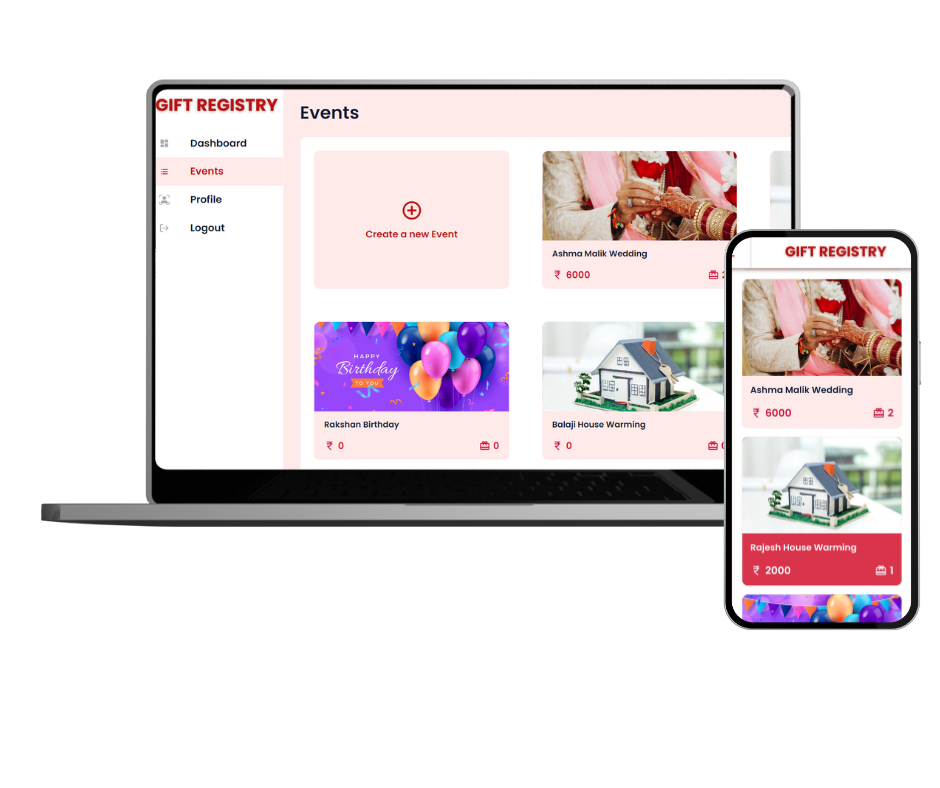 GIFT REGISTRY
Dashboard
Events
Profile
Logout
Events
Create a new Event
Ashma Malik Wedding
₹ 6000
HAPPY
Birthday
TO YOU
Rakshan Birthday
₹ 0 0
Balaji House Warming
₹ 0
GIFT REGISTRY
Ashma Malik Wedding
₹ 6000 2
Rajesh House Warming
₹ 2000 1